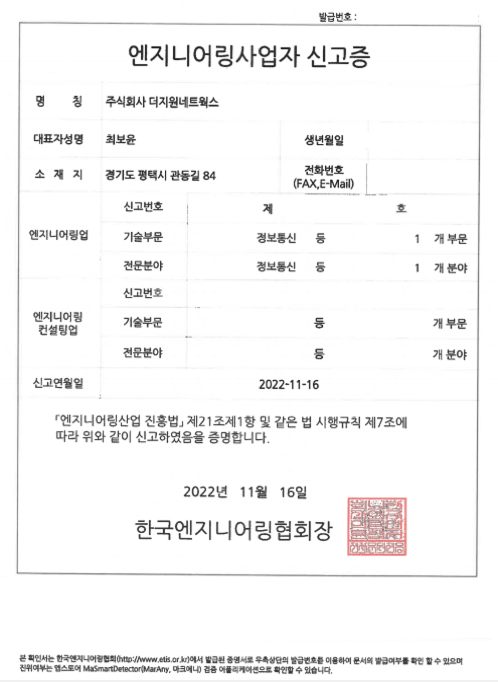 발급번호 :
엔지니어링사업자 신고증
명 칭 주식회사 더지원네트웍스
대표자성명 최보윤 생년월일
소 재 지 경기도 평택시 관동길 84 전화번호
(FAX,E-Mail)
엔지니어링업
신고번호 제 호
기술부문 정보통신 등 1 개 부문
전문분야 정보통신 등 1 개 분야
엔지니어링
컨설팅업
신고번호
기술부문 등 개 부문
전문분야 등 개 분야
신고연월일 2022-11-16
「엔지니어링산업 진흥법」 제21조제1항 및 같은 법 시행규칙 제7조에
따라 위와 같이 신고하였음을 증명합니다.
2022년 11월 16일
한국엔지니어링협회장
본 확인서는 한국엔지니어링협회(http://www.etis.or.kr)에서 발급된 증명서로 우측상단의 발급번호를 이용하여 문서의 발급여부를 확인 할 수 있으며
진위여부는 앱스토어 MaSmartDetector(MarAny, 마크애니) 검증 어플리케이션으로 확인할 수 있습니다.